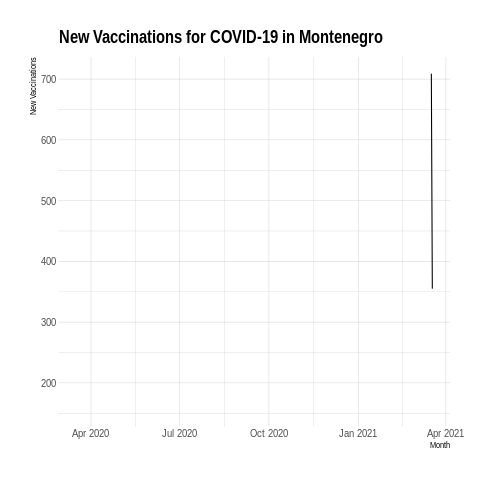 New Vaccinations for COVID-19 in Montenegro
New Vaccinations
700
600
500
400
300
200
Apr 2020 Jul 2020 Oct 2020 Jan 2021 Apr 2021
Month